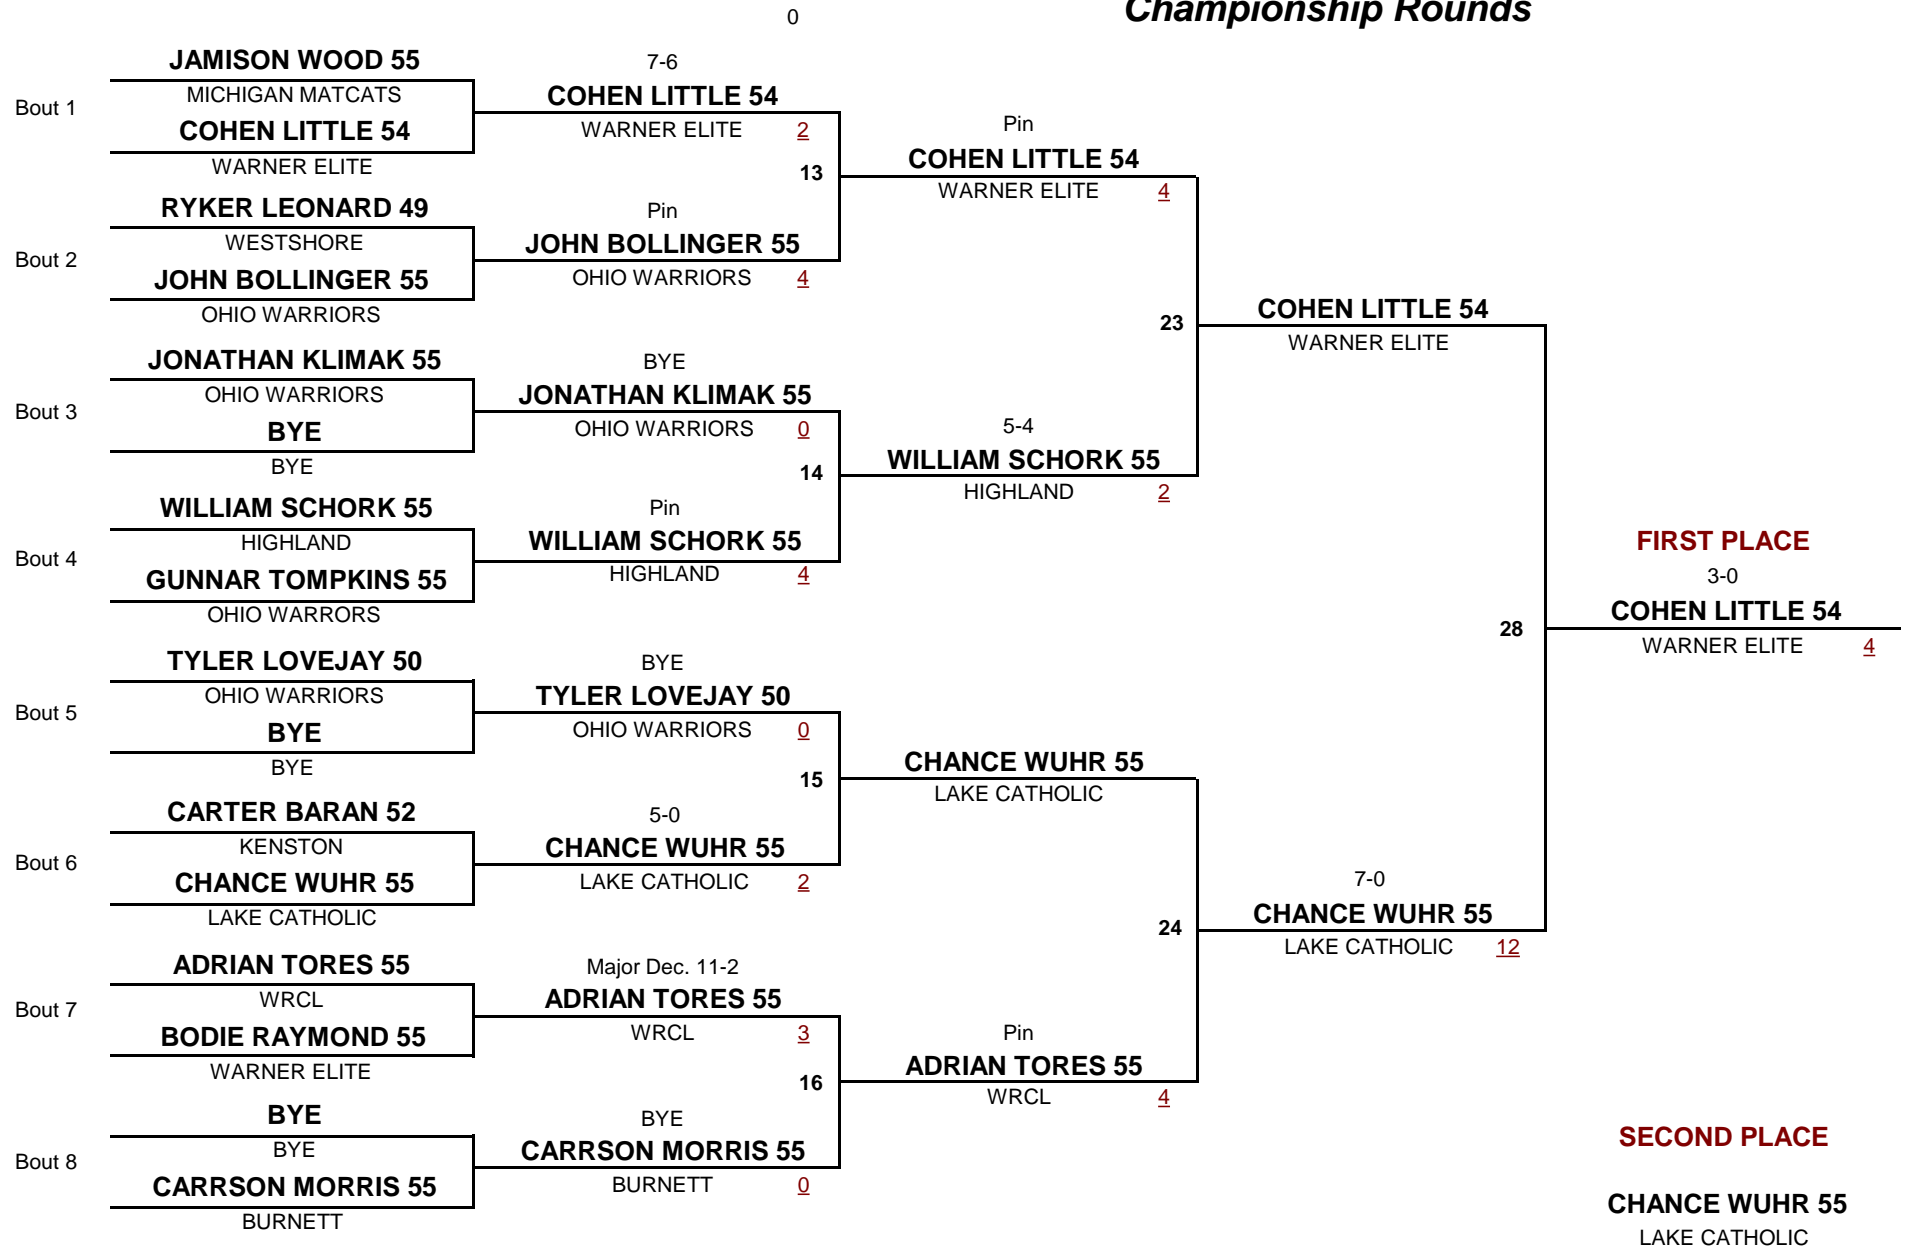 Championship Rounds
0
JAMISON WOOD 55
MICHIGAN MATCATS
Bout 1
COHEN LITTLE 54
WARNER ELITE
RYKER LEONARD 49
WESTSHORE
Bout 2
JOHN BOLLINGER 55
OHIO WARRIORS
JONATHAN KLIMAK 55
OHIO WARRIORS
Bout 3
BYE
BYE
WILLIAM SCHORK 55
HIGHLAND
Bout 4
GUNNAR TOMPKINS 55
OHIO WARRORS
TYLER LOVEJAY 50
OHIO WARRIORS
Bout 5
BYE
BYE
CARTER BARAN 52
KENSTON
Bout 6
CHANCE WUHR 55
LAKE CATHOLIC
ADRIAN TORES 55
WRCL
Bout 7
BODIE RAYMOND 55
WARNER ELITE
BYE
BYE
Bout 8
CARRSON MORRIS 55
BURNETT
7-6
COHEN LITTLE 54
WARNER ELITE 2
13
Pin
JOHN BOLLINGER 55
OHIO WARRIORS 4
BYE
JONATHAN KLIMAK 55
OHIO WARRIORS 0
14
Pin
WILLIAM SCHORK 55
HIGHLAND 4
BYE
TYLER LOVEJAY 50
OHIO WARRIORS 0
15
5-0
CHANCE WUHR 55
LAKE CATHOLIC 2
Major Dec. 11-2
ADRIAN TORES 55
WRCL 3
16
BYE
CARRSON MORRIS 55
BURNETT 0
Pin
COHEN LITTLE 54
WARNER ELITE 4
23
5-4
WILLIAM SCHORK 55
HIGHLAND 2
CHANCE WUHR 55
LAKE CATHOLIC
24
Pin
ADRIAN TORES 55
WRCL 4
COHEN LITTLE 54
WARNER ELITE
28
7-0
CHANCE WUHR 55
LAKE CATHOLIC 12
FIRST PLACE
3-0
COHEN LITTLE 54
WARNER ELITE 4
SECOND PLACE
CHANCE WUHR 55
LAKE CATHOLIC